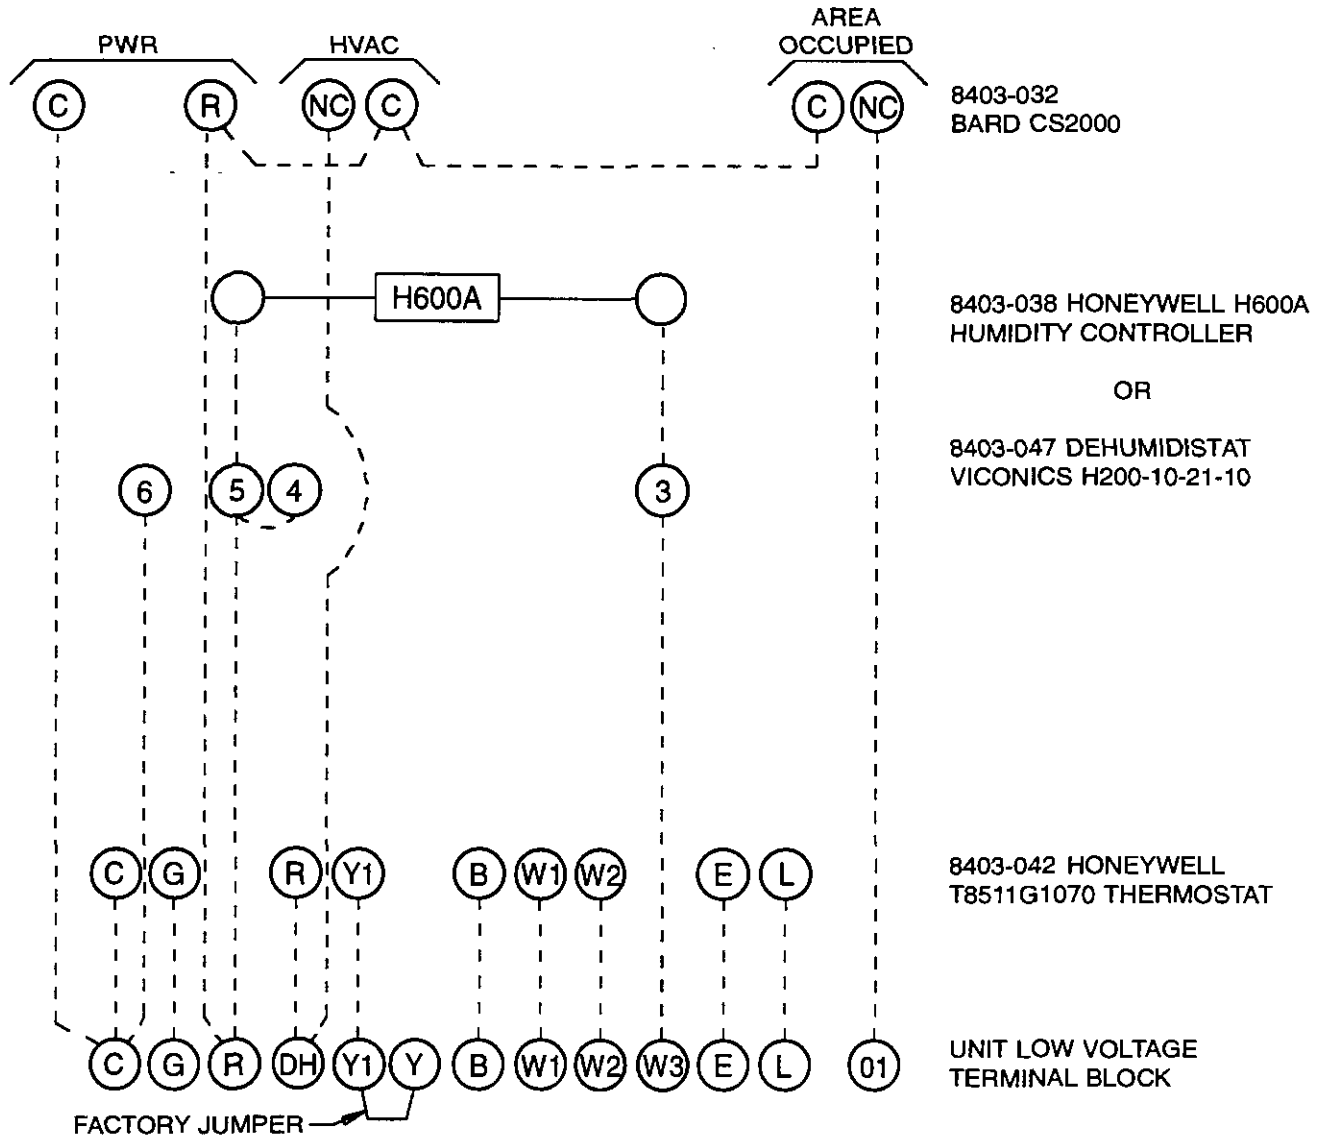 PWR
HVAC
AREA
OCCUPIED
C
R
NC
C
C
NC
8403-032
BARD CS2000
H600A
8403-038 HONEYWELL H600A
HUMIDITY CONTROLLER
OR
8403-047 DEHUMIDISTAT
VICONICS H200-10-21-10
6
5
4
3
C
G
R
Y1
B
W1
W2
E
L
8403-042 HONEYWELL
T8511G1070 THERMOSTAT
C
G
R
DH
Y1
Y
B
W1
W2
W3
E
L
01
UNIT LOW VOLTAGE
TERMINAL BLOCK
FACTORY JUMPER